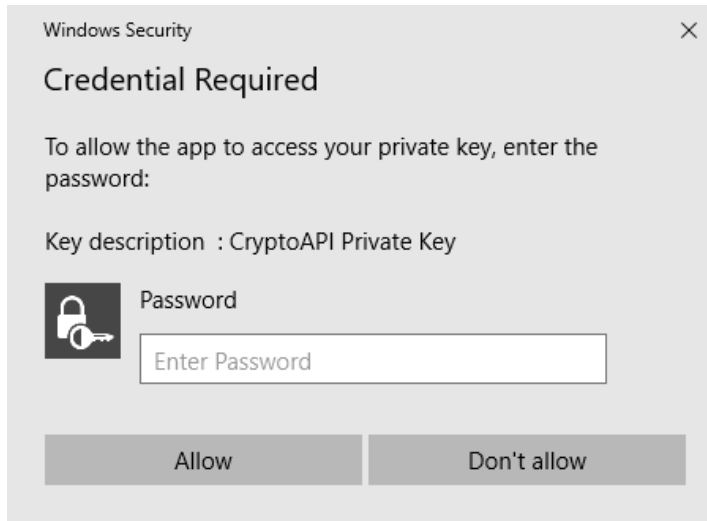 Windows Security
Credential Required
To allow the app to access your private key, enter the
password:
Key description : CryptoAPI Private Key
Password
Enter Password
Allow
Don't allow